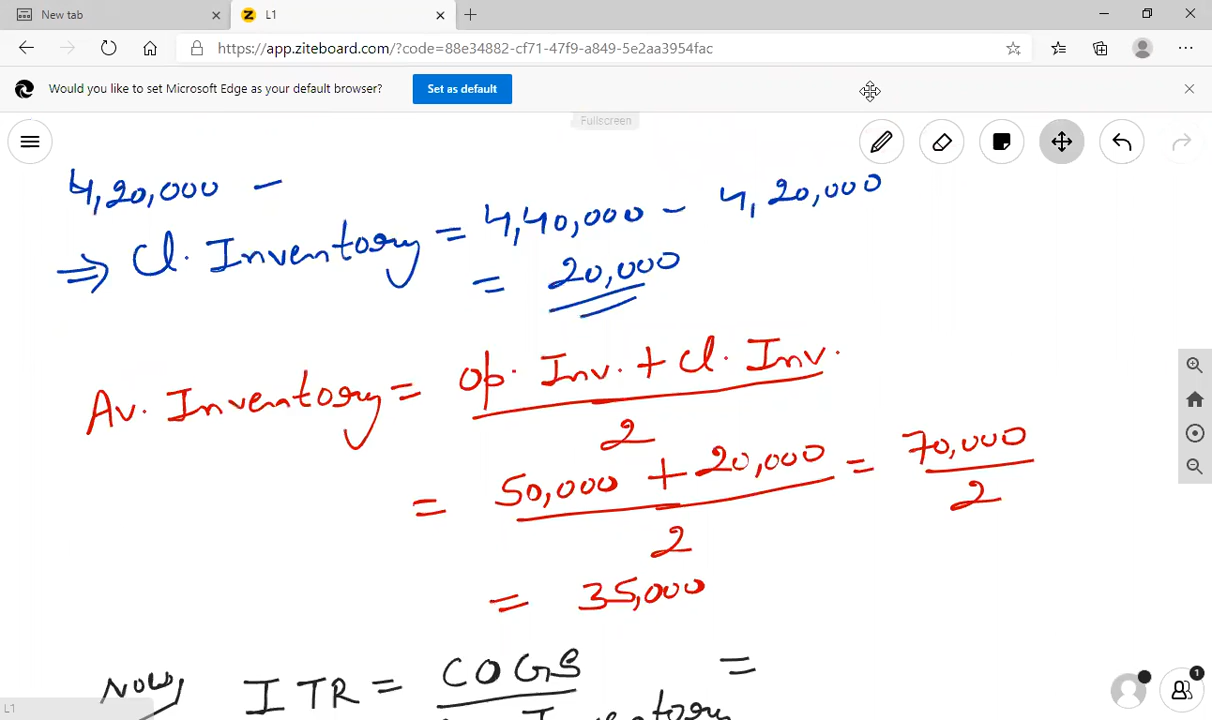 New tab
L1
https://app.ziteboard.com/?code=88e34882-cf71-47f9-a849-5e2aa3954fac
Would you like to set Microsoft Edge as your default browser? Set as default
Fullscreen
4,20,000 -
⇒ Cl. Inventory = 4,40,000 - 4,20,000
= 20,000
Av. Inventory = Op. Inv. + Cl. Inv.
2
= 50,000 + 20,000 = 70,000
2 2
= 35,000
Now, ITR = COGS =
Inventory
L1
1